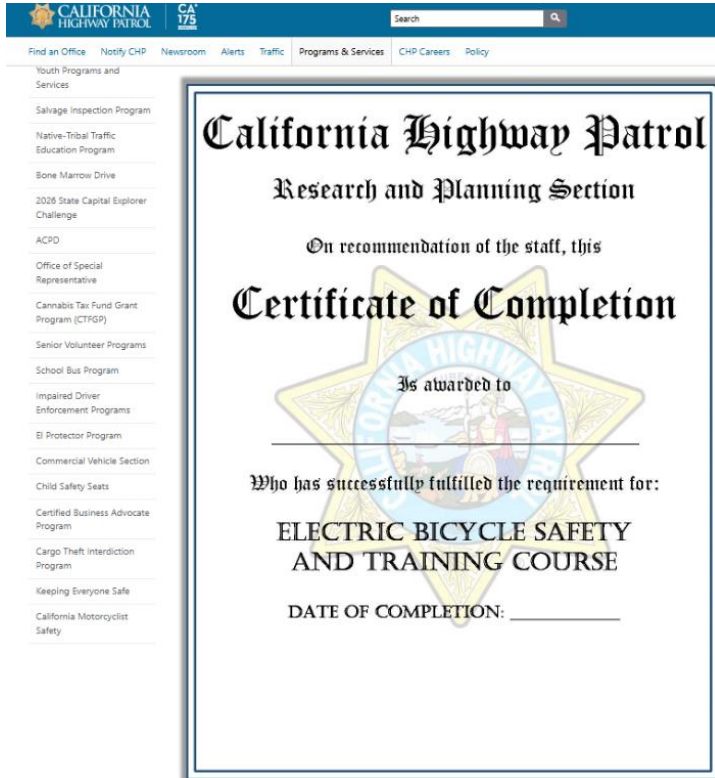 CALIFORNIA
HIGHWAY PATROL
CA
175
Search
Find an Office Notify CHP Newsroom Alerts Traffic Programs & Services CHP Careers Policy
Youth Programs and
Services
Salvage Inspection Program
Native-Tribal Traffic
Education Program
Bone Marrow Drive
2026 State Capital Explorer
Challenge
ACPD
Office of Special
Representative
Cannabis Tax Fund Grant
Program (CTFGP)
Senior Volunteer Programs
School Bus Program
Impaired Driver
Enforcement Programs
El Protector Program
Commercial Vehicle Section
Child Safety Seats
Certified Business Advocate
Program
Cargo Theft Interdiction
Program
Keeping Everyone Safe
California Motorcyclist
Safety
California Highway Patrol
Research and Planning Section
On recommendation of the staff, this
Certificate of Completion
Is awarded to
Who has successfully fulfilled the requirement for:
ELECTRIC BICYCLE SAFETY
AND TRAINING COURSE
DATE OF COMPLETION:
CALIFORNIA HIGHWAY PATROL